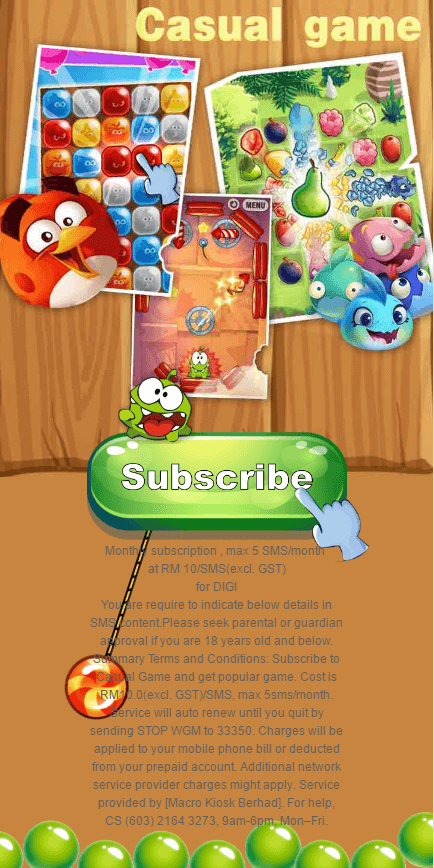 Casual game
MENU
Subscribe
Monthly subscription , max 5 SMS/month
at RM 10/SMS(excl. GST)
for DIGI
You are require to indicate below details in
SMS content.Please seek parental or guardian
approval if you are 18 years old and below.
Summary Terms and Conditions: Subscribe to
Casual Game and get popular game. Cost is
RM10.0(excl. GST)/SMS, max 5sms/month.
Service will auto renew until you quit by
sending STOP WGM to 33350. Charges will be
applied to your mobile phone bill or deducted
from your prepaid account. Additional network
service provider charges might apply. Service
provided by [Macro Kiosk Berhad]. For help,
CS (603) 2164 3273, 9am-6pm, Mon–Fri.